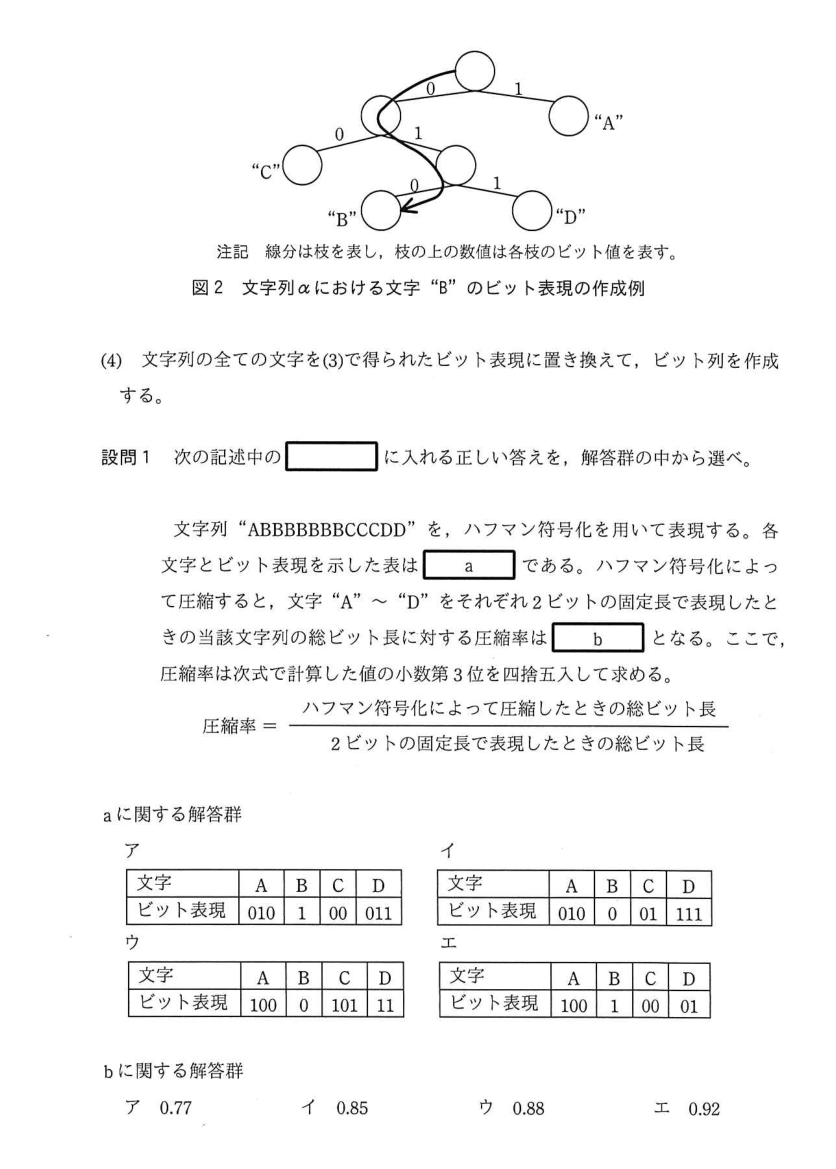 0 1
"A"
0 1
"C"
0 1
"B" "D"
注記 線分は枝を表し,枝の上の数値は各枝のビット値を表す。
図2 文字列αにおける文字"B"のビット表現の作成例
(4) 文字列の全ての文字を(3)で得られたビット表現に置き換えて,ビット列を作成
する。
設問1 次の記述中の に入れる正しい答えを,解答群の中から選べ。
文字列"ABBBBBBBCCCDD"を,ハフマン符号化を用いて表現する。各
文字とビット表現を示した表は a である。ハフマン符号化によっ
て圧縮すると,文字"A"~"D"をそれぞれ2ビットの固定長で表現したと
きの当該文字列の総ビット長に対する圧縮率は b となる。ここで,
圧縮率は次式で計算した値の小数第3位を四捨五入して求める。
ハフマン符号化によって圧縮したときの総ビット長
圧縮率=
2ビットの固定長で表現したときの総ビット長
aに関する解答群
ア イ
文字 A B C D 文字 A B C D
ビット表現 010 1 00 011 ビット表現 010 0 01 111
ウ エ
文字 A B C D 文字 A B C D
ビット表現 100 0 101 11 ビット表現 100 1 00 01
bに関する解答群
ア 0.77 イ 0.85 ウ 0.88 エ 0.92